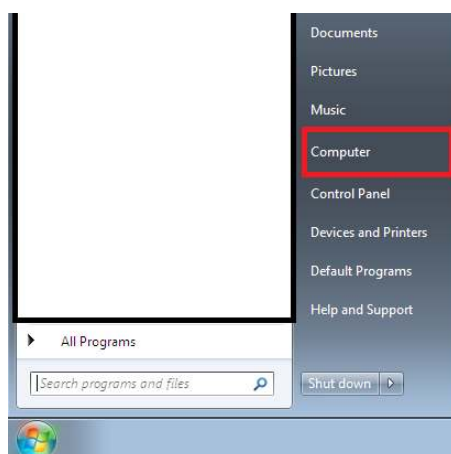 Documents
Pictures
Music
Computer
Control Panel
Devices and Printers
Default Programs
Help and Support
All Programs
Search programs and files
Shut down